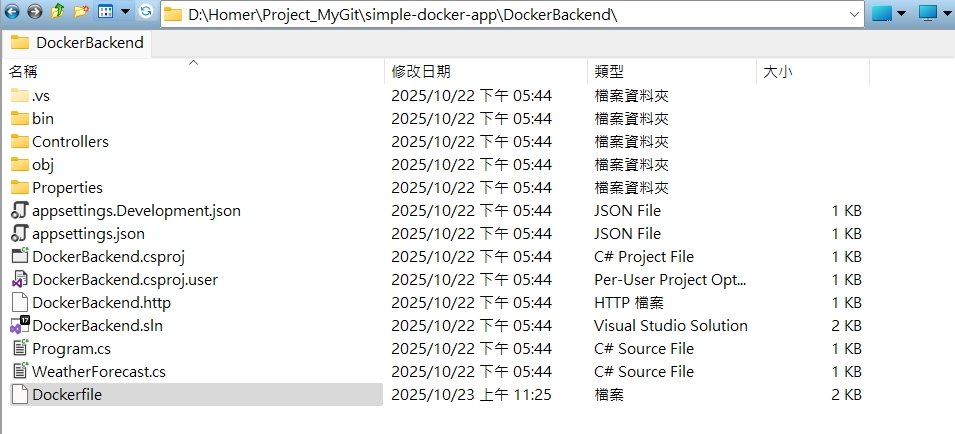 D:\Homer\Project_MyGit\simple-docker-app\DockerBackend\
DockerBackend
名稱 修改日期 類型 大小
.vs 2025/10/22 下午 05:44 檔案資料夾
bin 2025/10/22 下午 05:44 檔案資料夾
Controllers 2025/10/22 下午 05:44 檔案資料夾
obj 2025/10/22 下午 05:44 檔案資料夾
Properties 2025/10/22 下午 05:44 檔案資料夾
appsettings.Development.json 2025/10/22 下午 05:44 JSON File 1 KB
appsettings.json 2025/10/22 下午 05:44 JSON File 1 KB
DockerBackend.csproj 2025/10/22 下午 05:44 C# Project File 1 KB
DockerBackend.csproj.user 2025/10/22 下午 05:44 Per-User Project Opt... 1 KB
DockerBackend.http 2025/10/22 下午 05:44 HTTP 檔案 1 KB
DockerBackend.sln 2025/10/22 下午 05:44 Visual Studio Solution 2 KB
Program.cs 2025/10/22 下午 05:44 C# Source File 1 KB
WeatherForecast.cs 2025/10/22 下午 05:44 C# Source File 1 KB
Dockerfile 2025/10/23 上午 11:25 檔案 2 KB